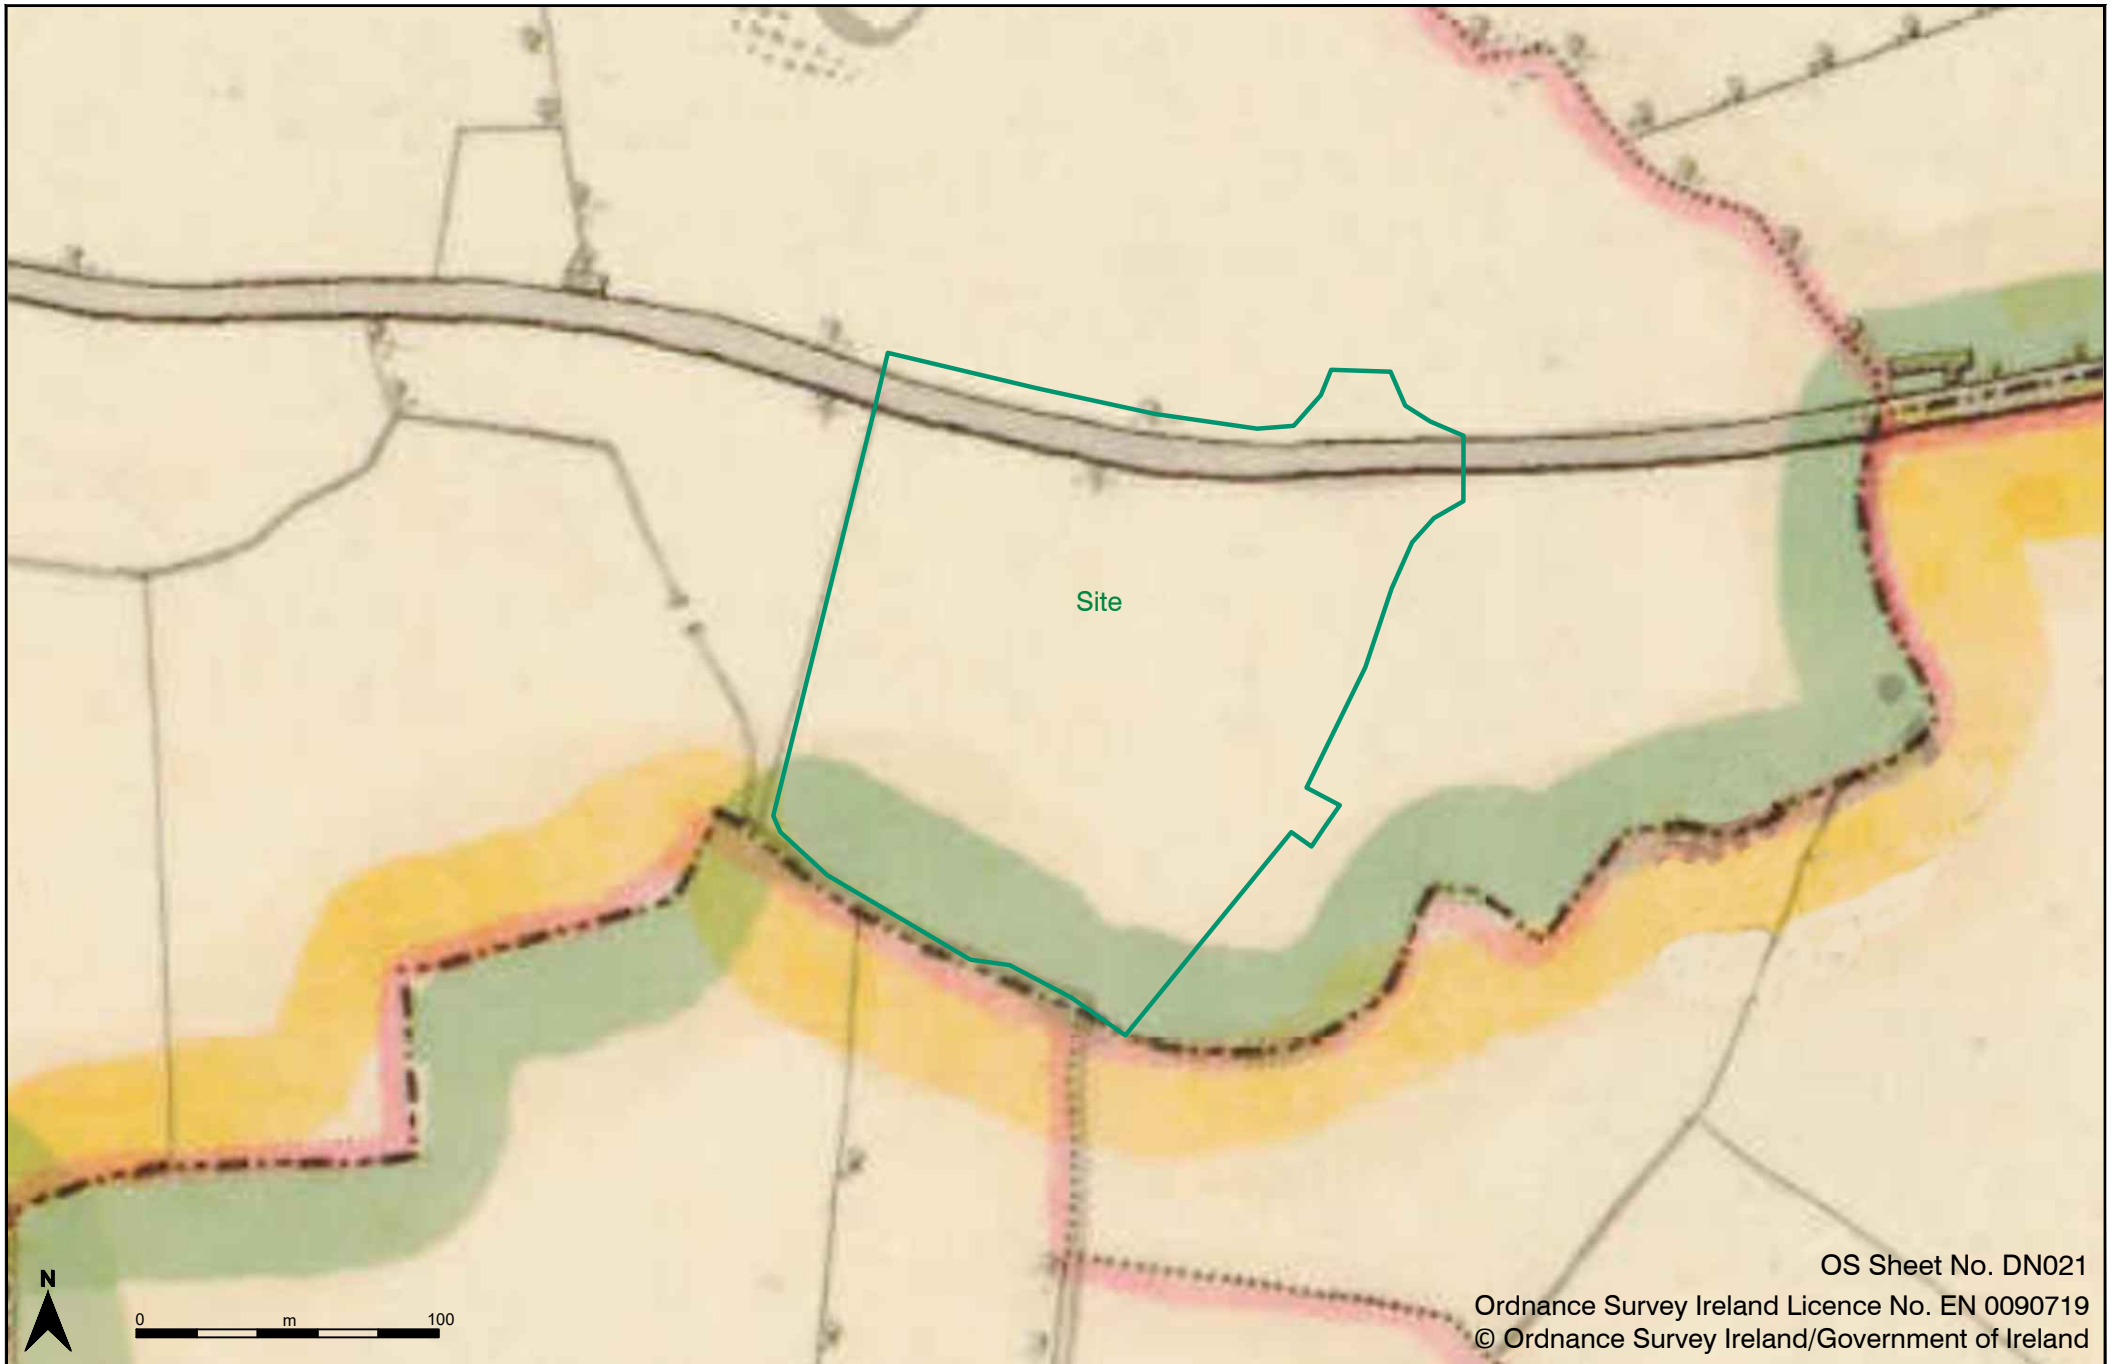 Site
N
0 m 100
OS Sheet No. DN021
Ordnance Survey Ireland Licence No. EN 0090719
© Ordnance Survey Ireland/Government of Ireland